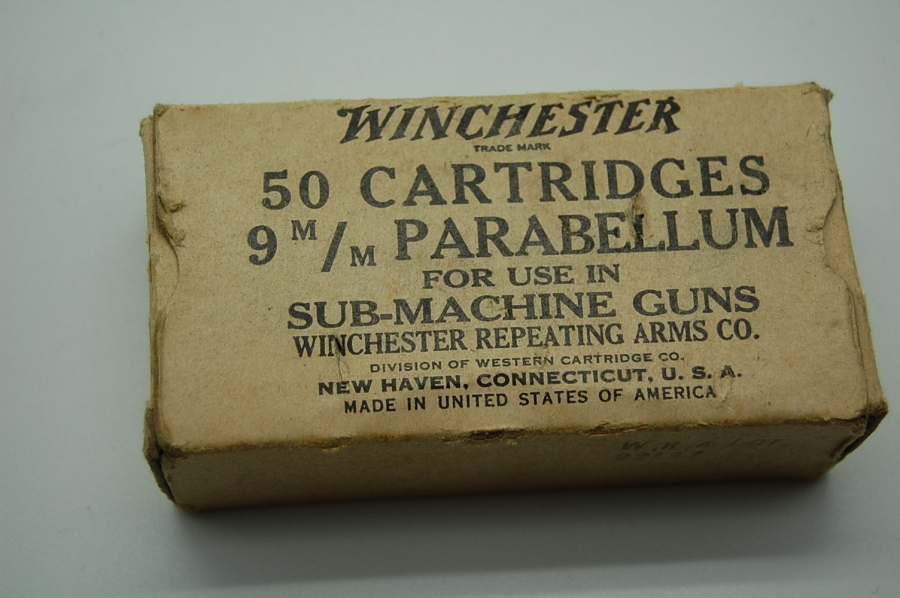 WINCHESTER
TRADE MARK
50 CARTRIDGES
9 M/M PARABELLUM
FOR USE IN
SUB-MACHINE GUNS
WINCHESTER REPEATING ARMS CO.
DIVISION OF WESTERN CARTRIDGE CO.
NEW HAVEN, CONNECTICUT, U. S. A.
MADE IN UNITED STATES OF AMERICA
LOT